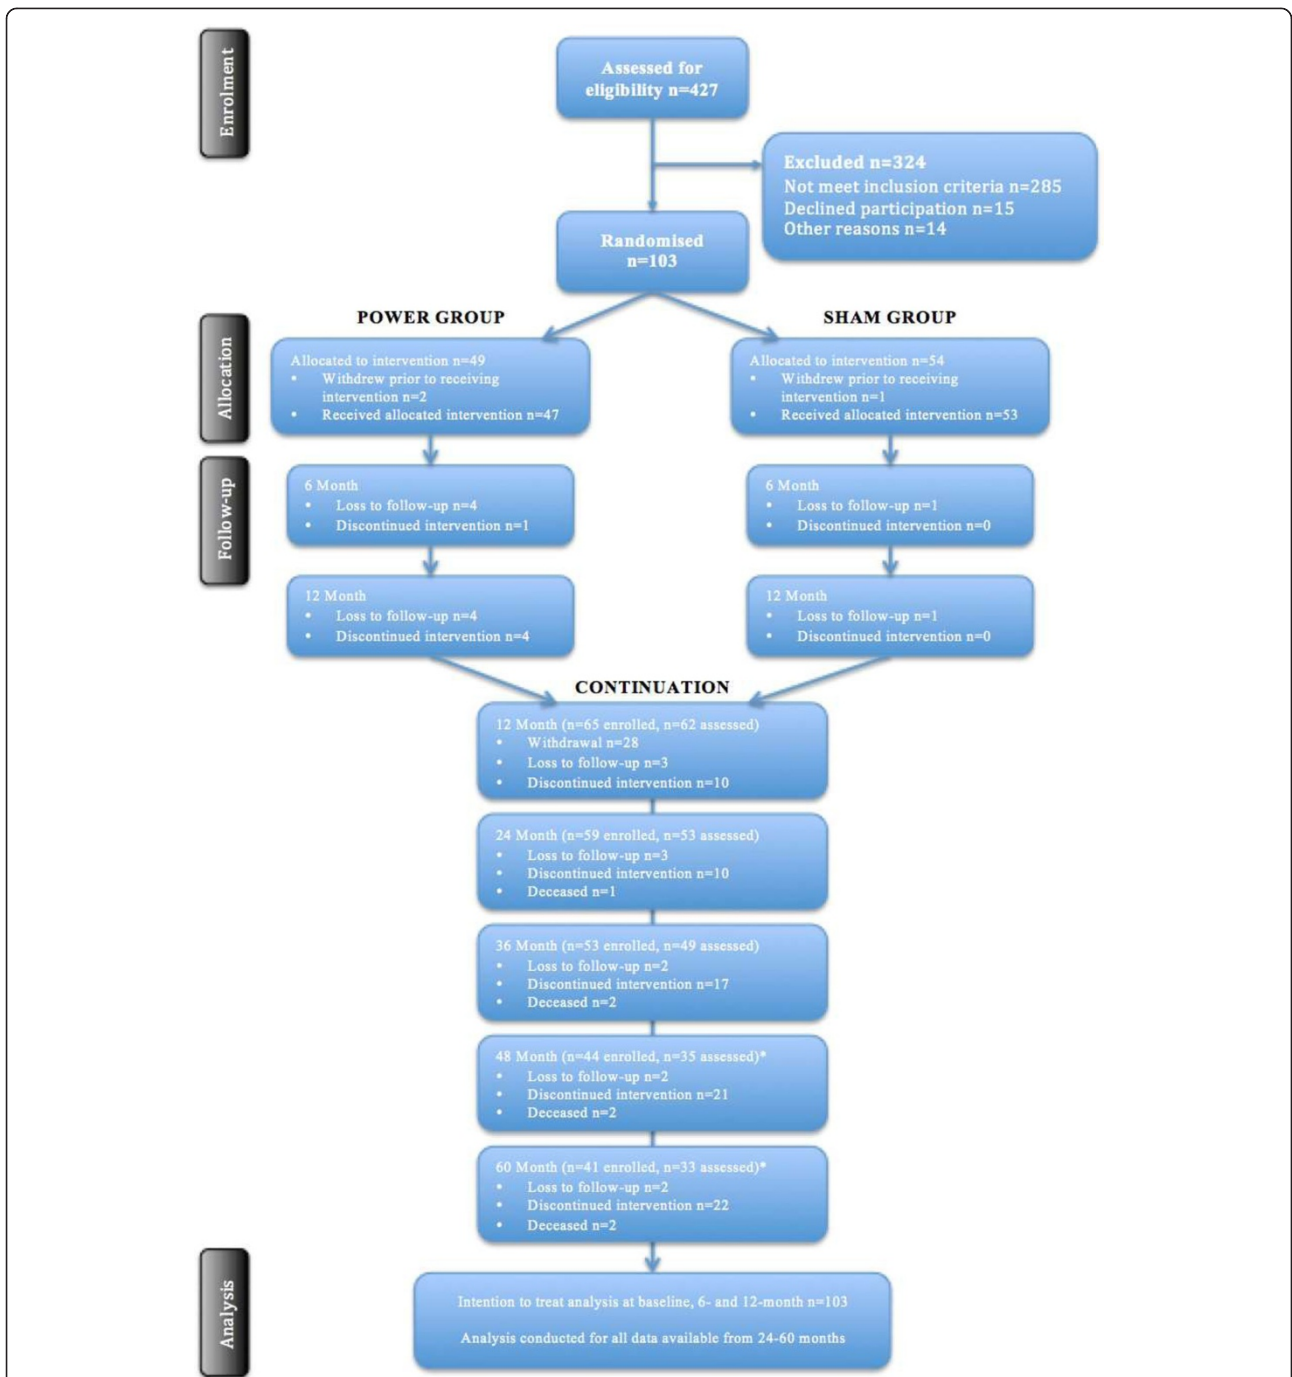 Enrolment
Assessed for
eligibility n=427
Excluded n=324
Not meet inclusion criteria n=285
Declined participation n=15
Other reasons n=14
Randomised
n=103
POWER GROUP
SHAM GROUP
Allocation
Allocated to intervention n=49
• Withdrew prior to receiving
intervention n=2
• Received allocated intervention n=47
Allocated to intervention n=54
• Withdrew prior to receiving
intervention n=1
• Received allocated intervention n=53
Follow-up
6 Month
• Loss to follow-up n=4
• Discontinued intervention n=1
6 Month
• Loss to follow-up n=1
• Discontinued intervention n=0
12 Month
• Loss to follow-up n=4
• Discontinued intervention n=4
12 Month
• Loss to follow-up n=1
• Discontinued intervention n=0
CONTINUATION
12 Month (n=65 enrolled, n=62 assessed)
• Withdrawal n=28
• Loss to follow-up n=3
• Discontinued intervention n=10
24 Month (n=59 enrolled, n=53 assessed)
• Loss to follow-up n=3
• Discontinued intervention n=10
• Deceased n=1
36 Month (n=53 enrolled, n=49 assessed)
• Loss to follow-up n=2
• Discontinued intervention n=17
• Deceased n=2
48 Month (n=44 enrolled, n=35 assessed)*
• Loss to follow-up n=2
• Discontinued intervention n=21
• Deceased n=2
60 Month (n=41 enrolled, n=33 assessed)*
• Loss to follow-up n=2
• Discontinued intervention n=22
• Deceased n=2
Analysis
Intention to treat analysis at baseline, 6- and 12-month n=103
Analysis conducted for all data available from 24-60 months